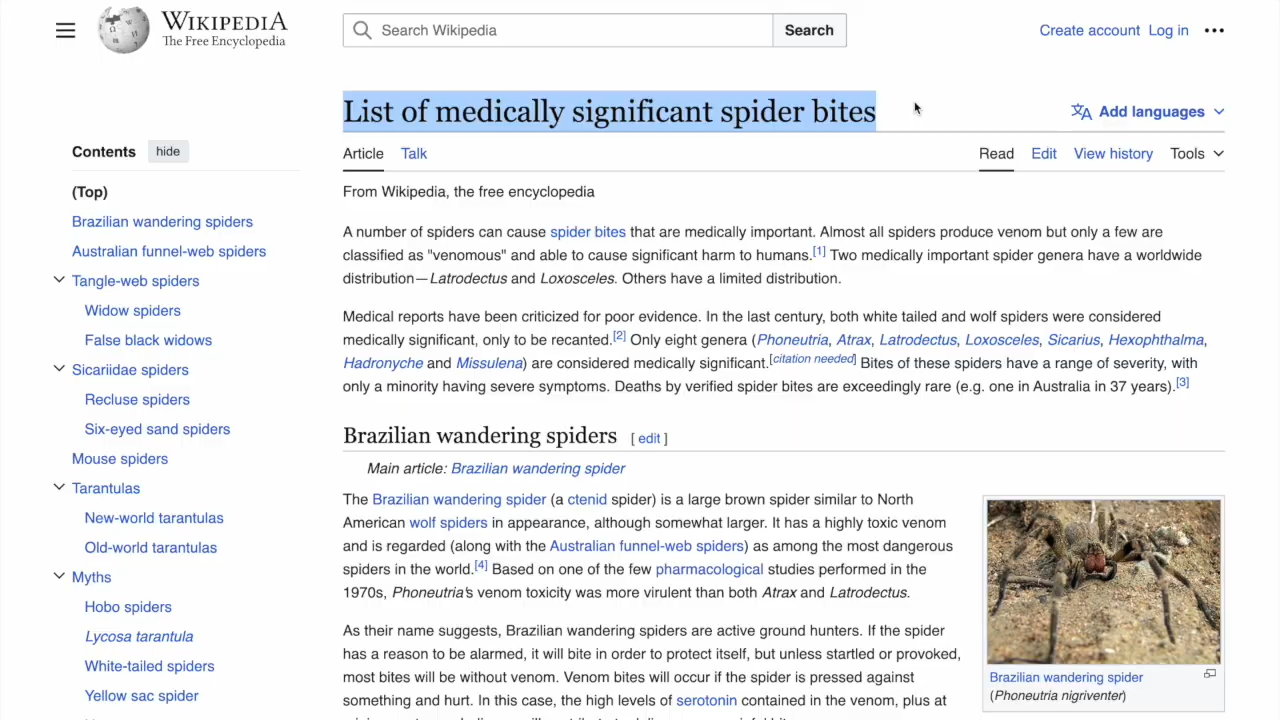 WIKIPEDIA
The Free Encyclopedia
Search Wikipedia
Search
Create account Log in
List of medically significant spider bites
Add languages
Contents hide
(Top)
Brazilian wandering spiders
Australian funnel-web spiders
Tangle-web spiders
Widow spiders
False black widows
Sicariidae spiders
Recluse spiders
Six-eyed sand spiders
Mouse spiders
Tarantulas
New-world tarantulas
Old-world tarantulas
Myths
Hobo spiders
Lycosa tarantula
White-tailed spiders
Yellow sac spider
Article Talk
Read Edit View history Tools
From Wikipedia, the free encyclopedia
A number of spiders can cause spider bites that are medically important. Almost all spiders produce venom but only a few are
classified as "venomous" and able to cause significant harm to humans.[1] Two medically important spider genera have a worldwide
distribution—Latrodectus and Loxosceles. Others have a limited distribution.
Medical reports have been criticized for poor evidence. In the last century, both white tailed and wolf spiders were considered
medically significant, only to be recanted.[2] Only eight genera (Phoneutria, Atrax, Latrodectus, Loxosceles, Sicarius, Hexophthalma,
Hadronyche and Missulena) are considered medically significant.[citation needed] Bites of these spiders have a range of severity, with
only a minority having severe symptoms. Deaths by verified spider bites are exceedingly rare (e.g. one in Australia in 37 years).[3]
Brazilian wandering spiders [ edit ]
Main article: Brazilian wandering spider
The Brazilian wandering spider (a ctenid spider) is a large brown spider similar to North
American wolf spiders in appearance, although somewhat larger. It has a highly toxic venom
and is regarded (along with the Australian funnel-web spiders) as among the most dangerous
spiders in the world.[4] Based on one of the few pharmacological studies performed in the
1970s, Phoneutria's venom toxicity was more virulent than both Atrax and Latrodectus.
As their name suggests, Brazilian wandering spiders are active ground hunters. If the spider
has a reason to be alarmed, it will bite in order to protect itself, but unless startled or provoked,
most bites will be without venom. Venom bites will occur if the spider is pressed against
something and hurt. In this case, the high levels of serotonin contained in the venom, plus at
Brazilian wandering spider
(Phoneutria nigriventer)